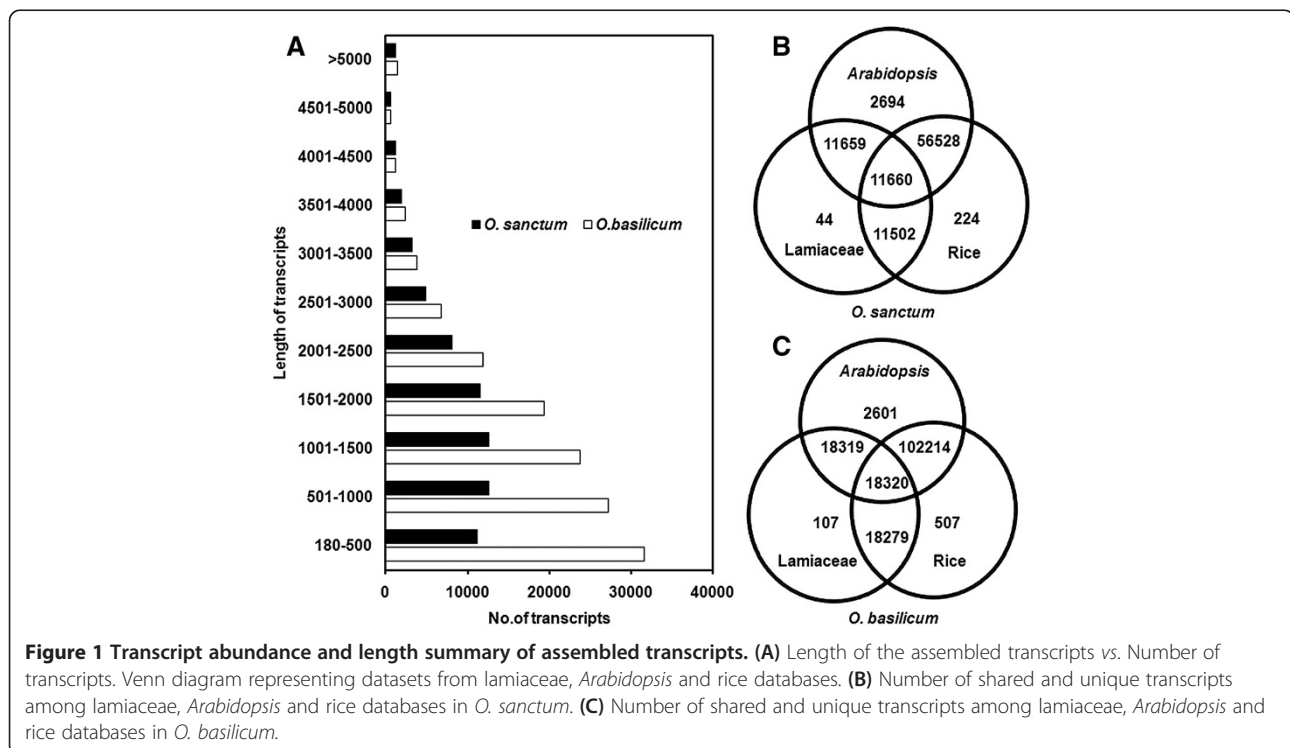 A
>5000
4501-5000
4001-4500
3501-4000
3001-3500
2501-3000
2001-2500
1501-2000
1001-1500
501-1000
180-500
Length of transcripts
O. sanctum
O.basilicum
0
10000
20000
30000
40000
No.of transcripts
B
Arabidopsis
2694
11659
56528
11660
44
11502
224
Lamiaceae
Rice
O. sanctum
C
Arabidopsis
2601
18319
102214
18320
107
18279
507
Lamiaceae
Rice
O. basilicum
Figure 1 Transcript abundance and length summary of assembled transcripts. (A) Length of the assembled transcripts vs. Number of
transcripts. Venn diagram representing datasets from lamiaceae, Arabidopsis and rice databases. (B) Number of shared and unique transcripts
among lamiaceae, Arabidopsis and rice databases in O. sanctum. (C) Number of shared and unique transcripts among lamiaceae, Arabidopsis and
rice databases in O. basilicum.